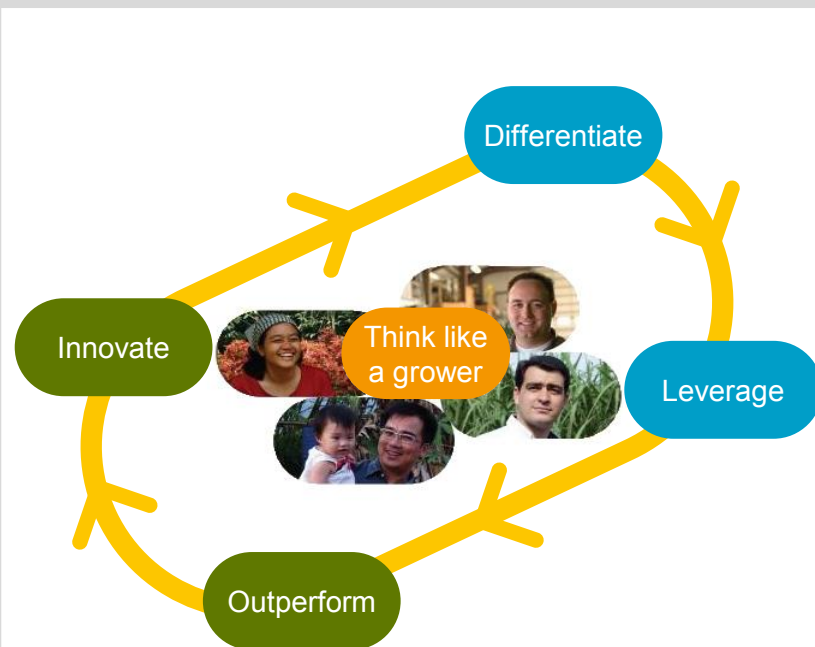 Differentiate
Innovate
Think like
a grower
Leverage
Outperform